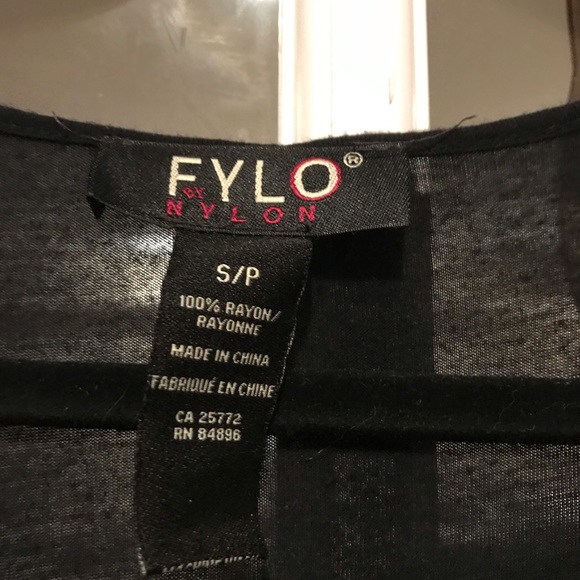 FYLO®
BY
NYLON
S/P
100% RAYON/
RAYONNE
MADE IN CHINA
FABRIQUÉ EN CHINE
CA 25772
RN 84896